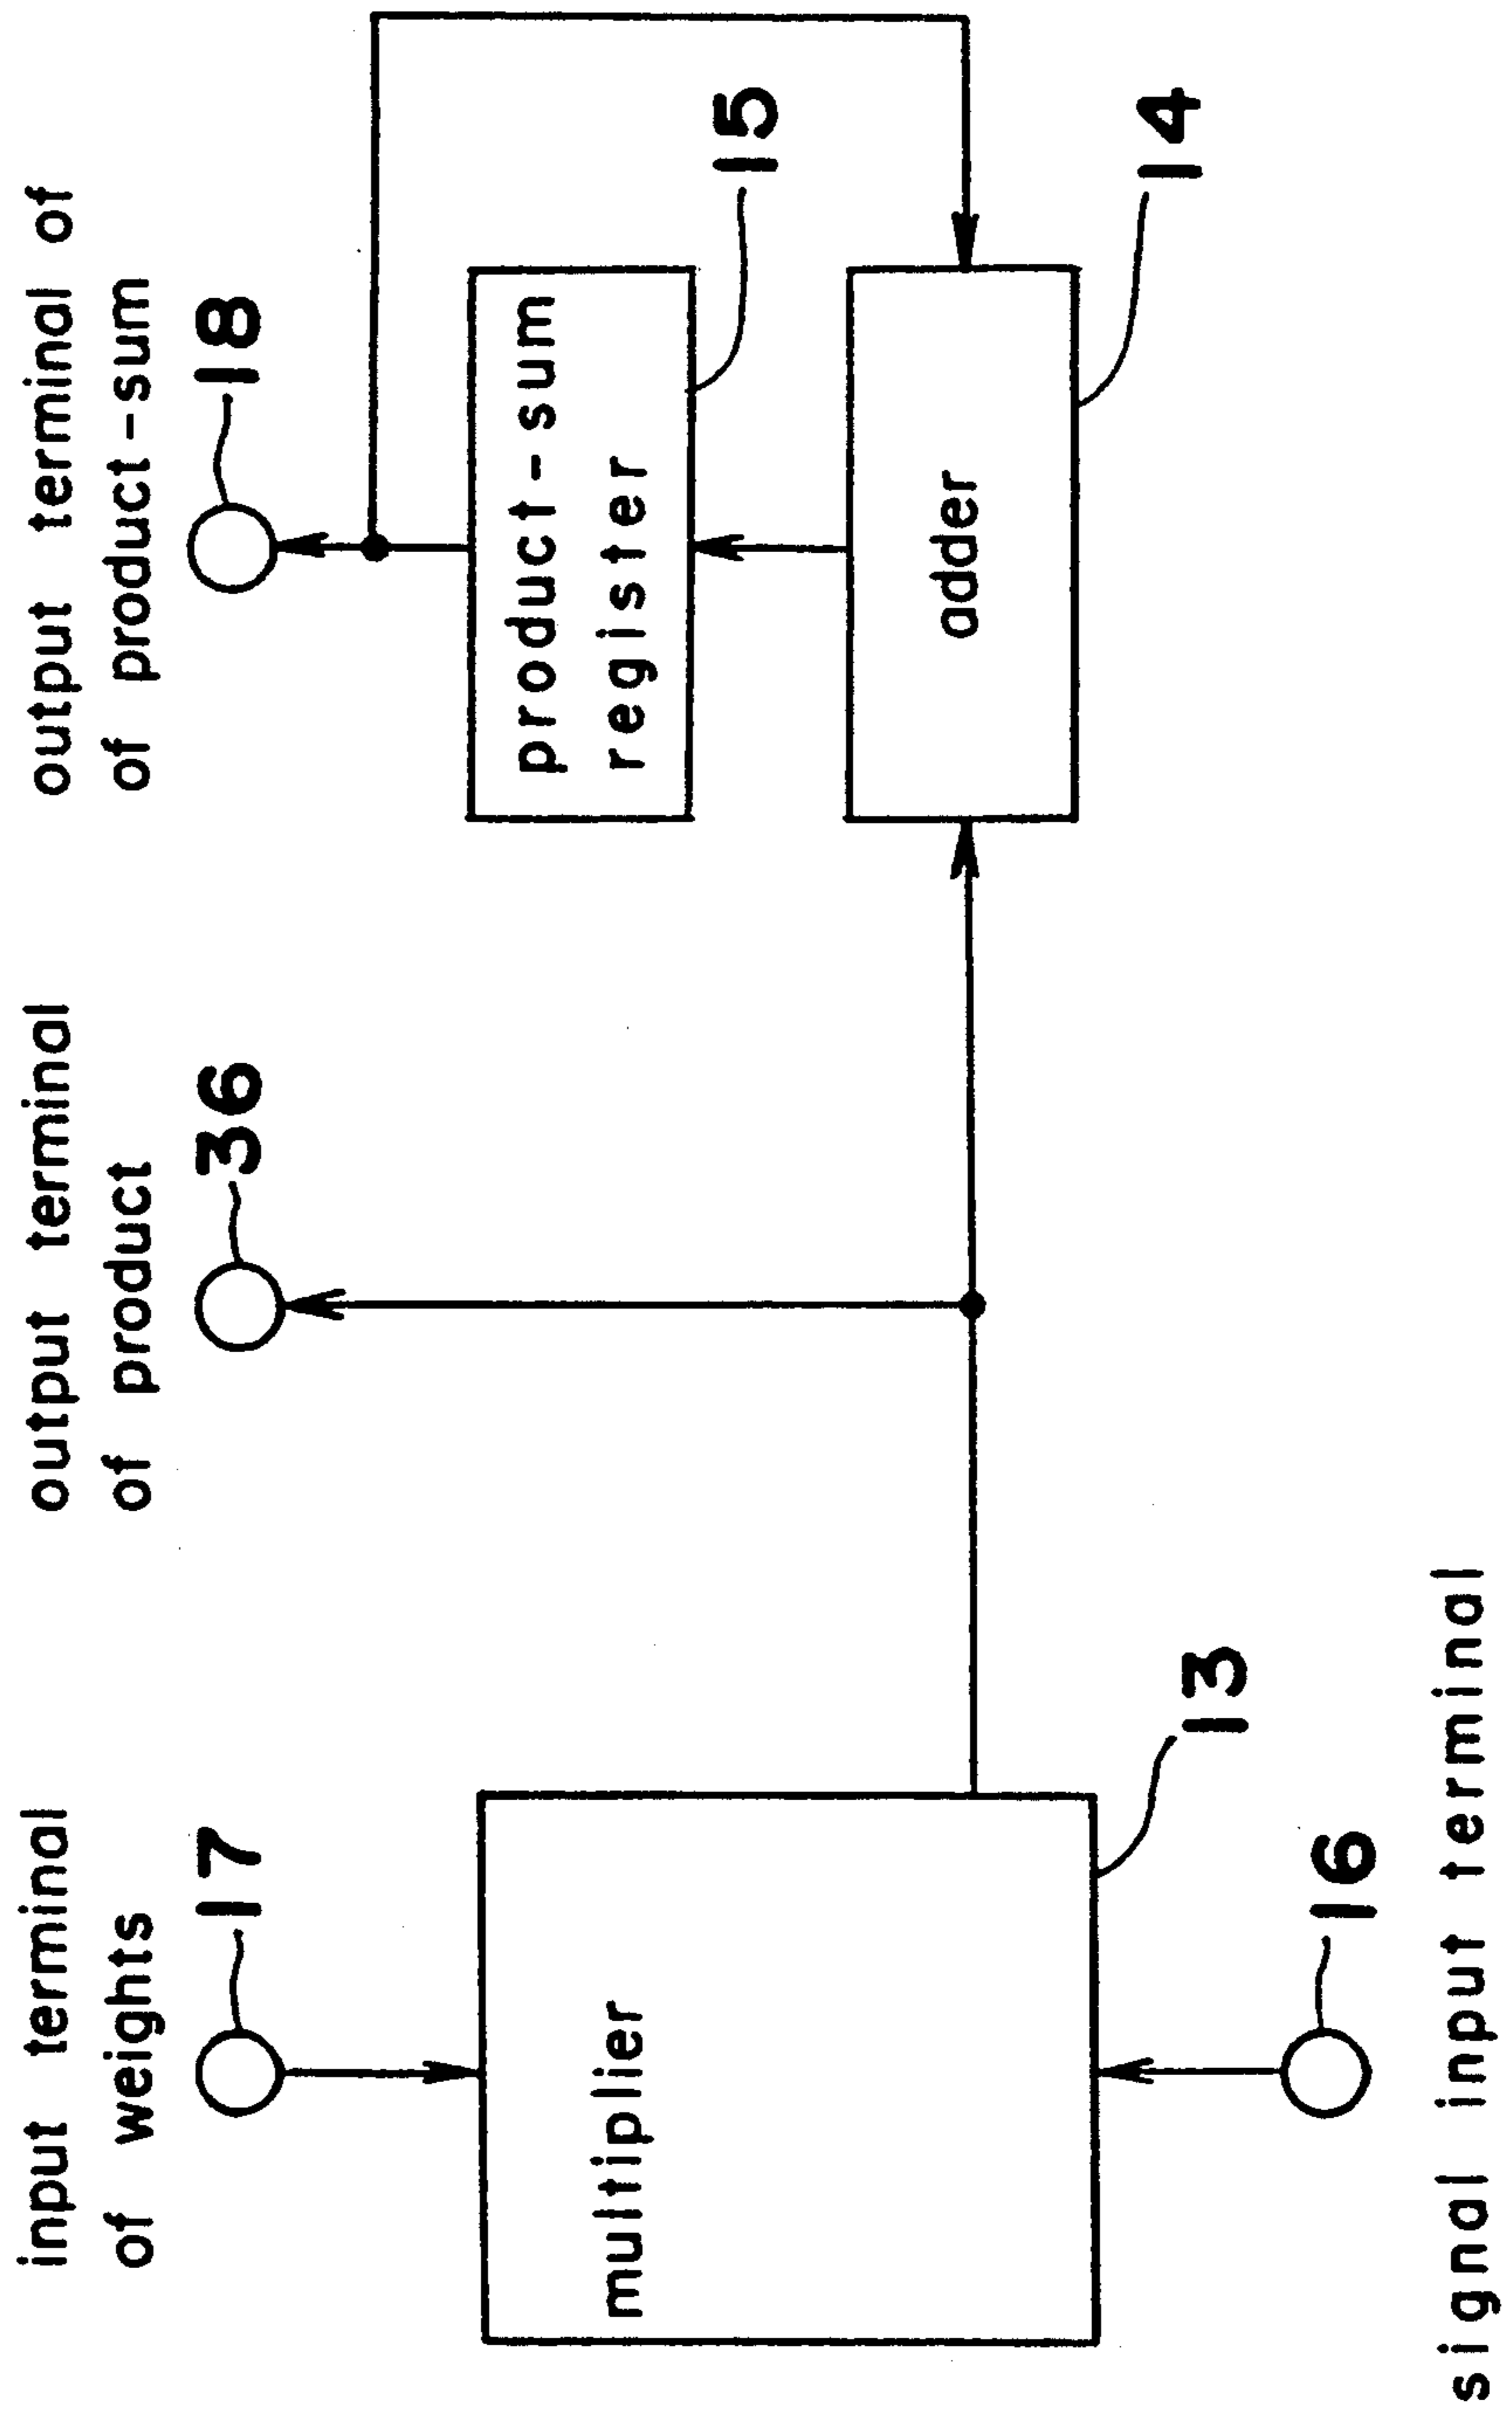 input terminal
of weights
17
output terminal
of product
36
output terminal of
of product-sum
18
multiplier
13
product-sum
register
15
adder
14
16
signal input terminal